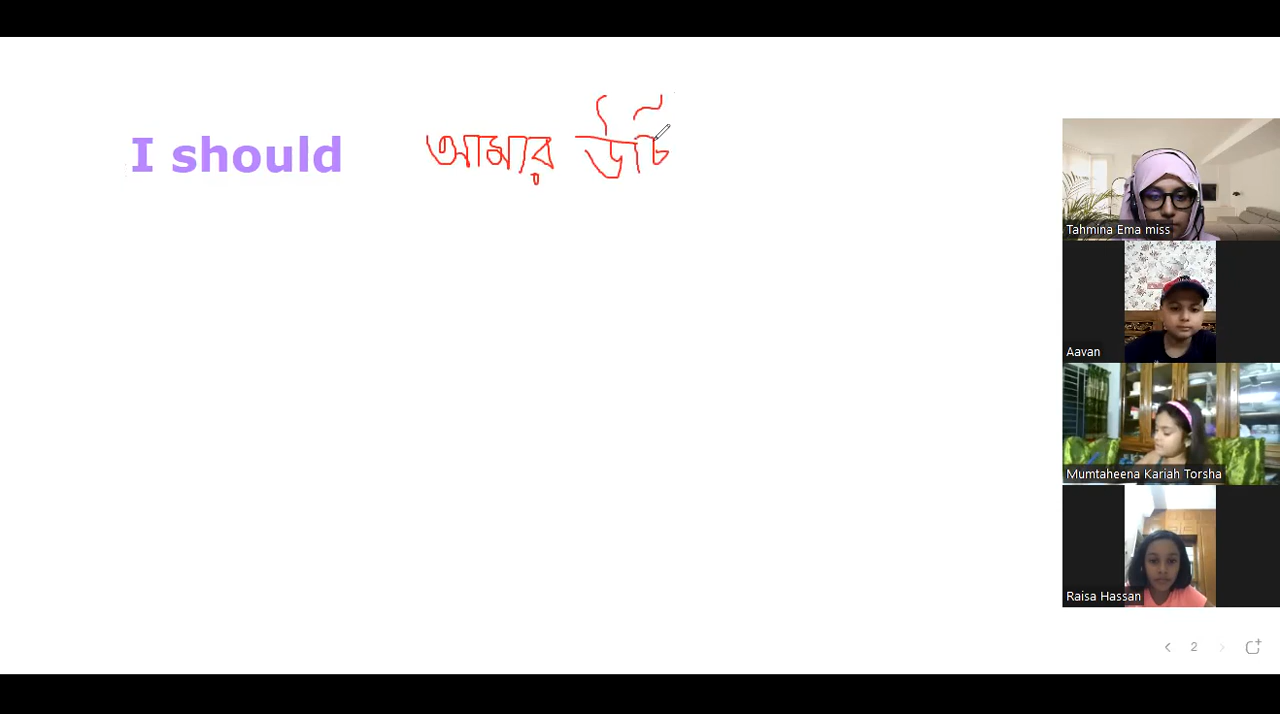 I should আমার উচি
Tahmina Ema miss
Aavan
Mumtaheena Kariah Torsha
Raisa Hassan
2